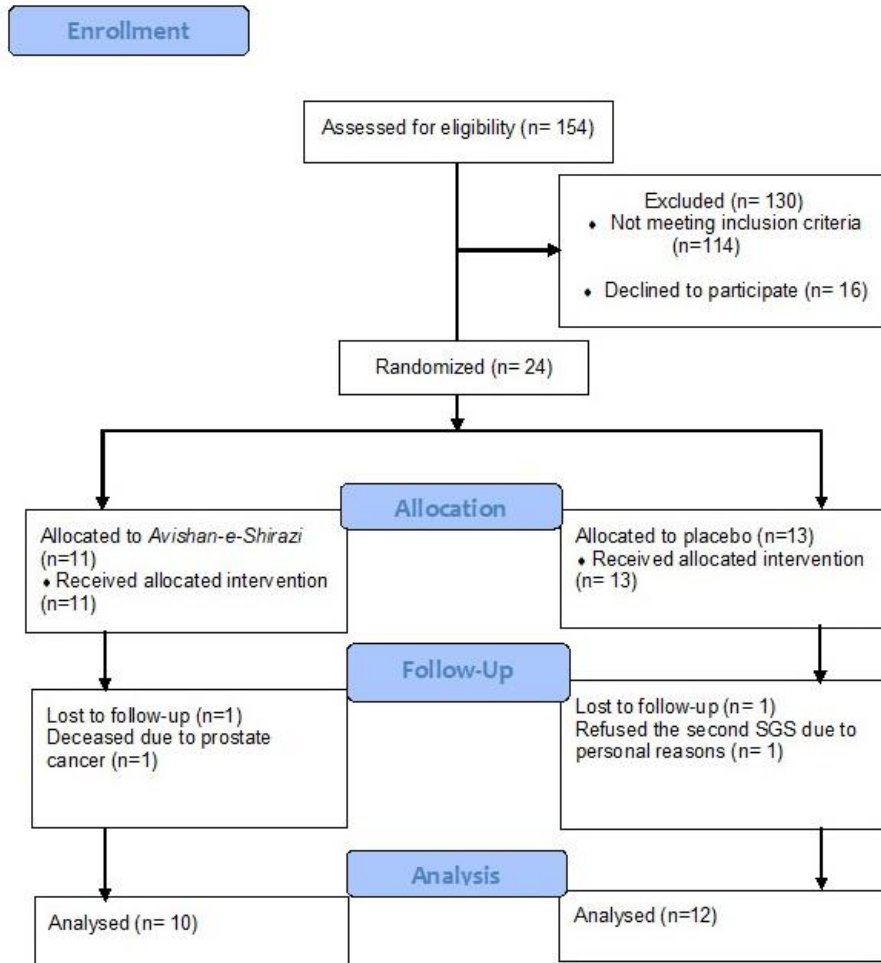 Enrollment
Assessed for eligibility (n= 154)
Excluded (n= 130)
♦ Not meeting inclusion criteria
(n=114)
♦ Declined to participate (n= 16)
Randomized (n= 24)
Allocation
Allocated to Avishan-e-Shirazi
(n=11)
♦ Received allocated intervention
(n=11)
Allocated to placebo (n=13)
♦ Received allocated intervention
(n= 13)
Follow-Up
Lost to follow-up (n=1)
Deceased due to prostate
cancer (n=1)
Lost to follow-up (n= 1)
Refused the second SGS due to
personal reasons (n= 1)
Analysis
Analysed (n= 10)
Analysed (n=12)